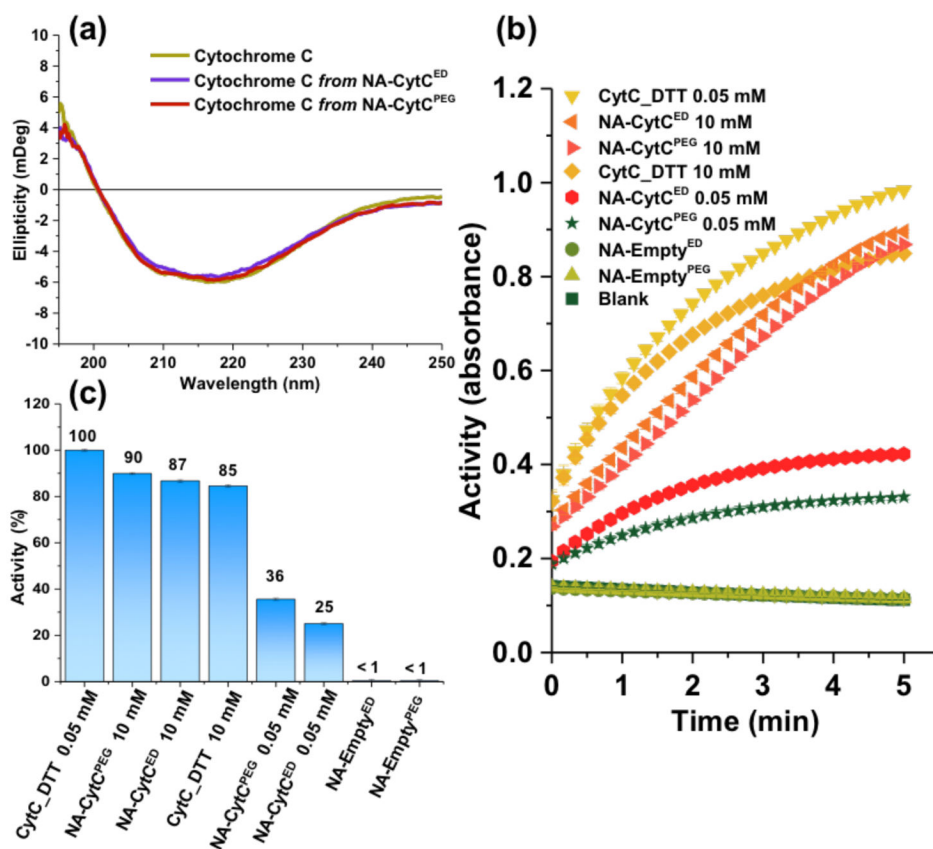 (a)
Cytochrome C
Cytochrome C from NA-CytC^ED
Cytochrome C from NA-CytC^PEG
10
8
6
4
2
0
-2
-4
-6
-8
-10
Ellipticity (mDeg)
200 210 220 230 240 250
Wavelength (nm)
(b)
CytC_DTT 0.05 mM
NA-CytC^ED 10 mM
NA-CytC^PEG 10 mM
CytC_DTT 10 mM
NA-CytC^ED 0.05 mM
NA-CytC^PEG 0.05 mM
NA-Empty^ED
NA-Empty^PEG
Blank
1.2
1.0
0.8
0.6
0.4
0.2
0.0
Activity (absorbance)
0 1 2 3 4 5
Time (min)
(c)
120
100
80
60
40
20
0
Activity (%)
100
90
87
85
36
25
< 1
< 1
CytC_DTT 0.05 mM
NA-CytC^PEG 10 mM
NA-CytC^ED 10 mM
CytC_DTT 10 mM
NA-CytC^PEG 0.05 mM
NA-CytC^ED 0.05 mM
NA-Empty^ED
NA-Empty^PEG